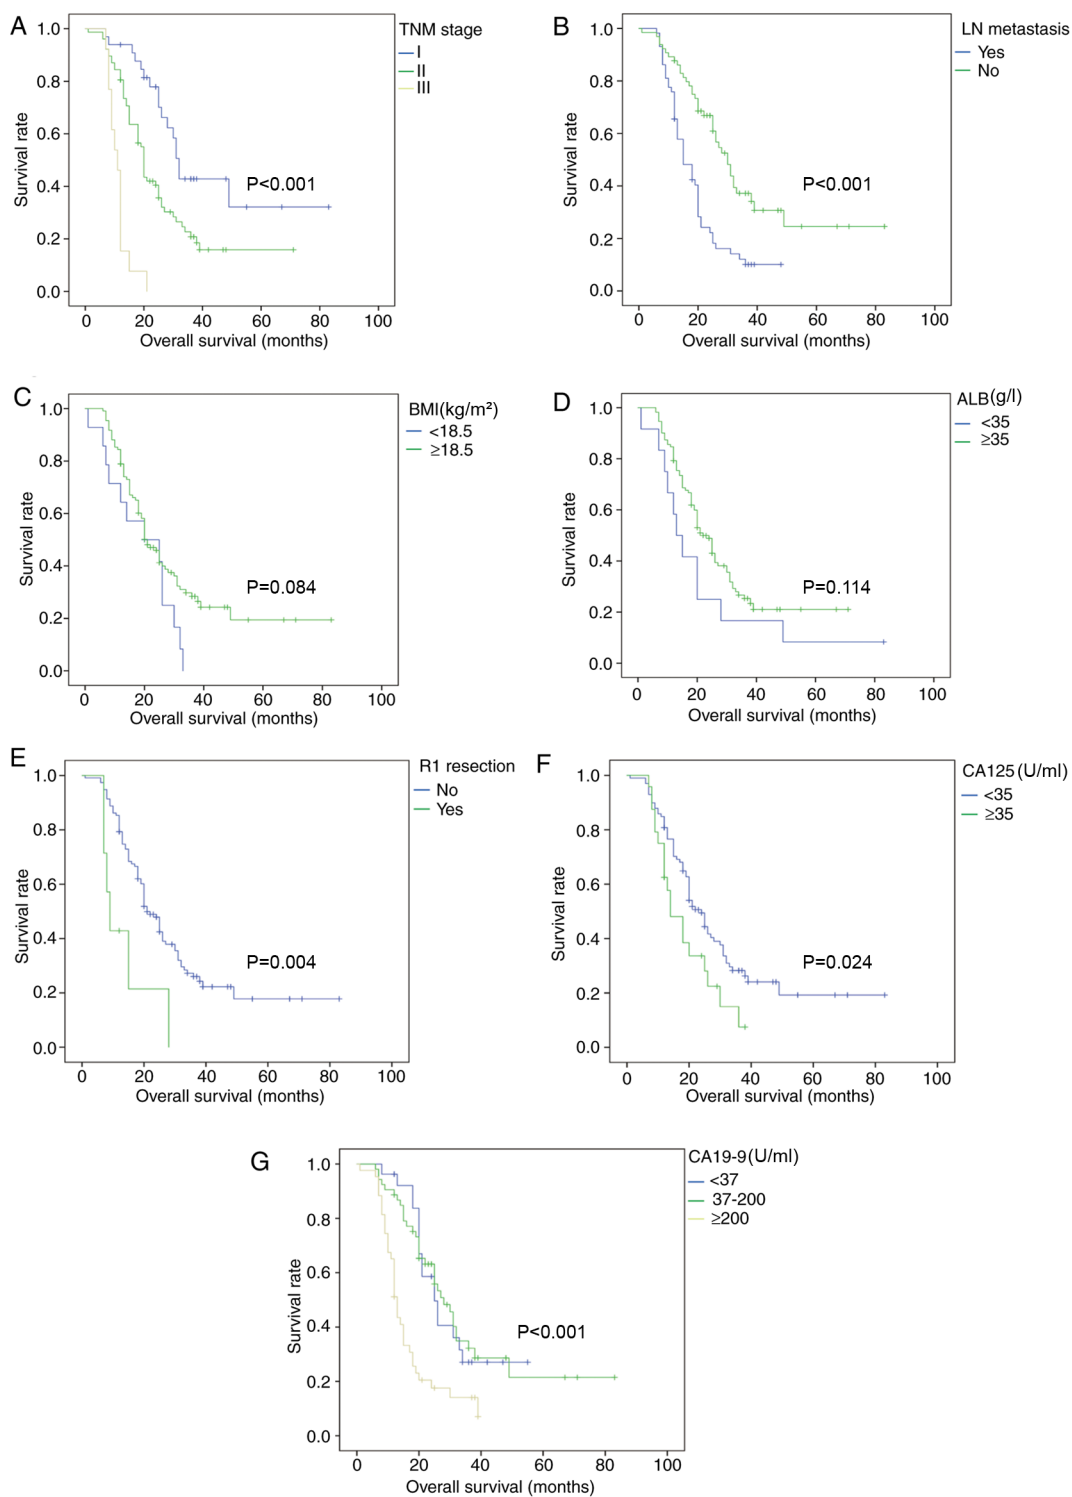 A
TNM stage
I
II
III
1.0
0.8
0.6
0.4
0.2
0.0
Survival rate
P<0.001
0 20 40 60 80 100
Overall survival (months)
B
LN metastasis
Yes
No
1.0
0.8
0.6
0.4
0.2
0.0
Survival rate
P<0.001
0 20 40 60 80 100
Overall survival (months)
C
BMI(kg/m²)
<18.5
≥18.5
1.0
0.8
0.6
0.4
0.2
0.0
Survival rate
P=0.084
0 20 40 60 80 100
Overall survival (months)
D
ALB(g/l)
<35
≥35
1.0
0.8
0.6
0.4
0.2
0.0
Survival rate
P=0.114
0 20 40 60 80 100
Overall survival (months)
E
R1 resection
No
Yes
1.0
0.8
0.6
0.4
0.2
0.0
Survival rate
P=0.004
0 20 40 60 80 100
Overall survival (months)
F
CA125(U/ml)
<35
≥35
1.0
0.8
0.6
0.4
0.2
0.0
Survival rate
P=0.024
0 20 40 60 80 100
Overall survival (months)
G
CA19-9(U/ml)
<37
37-200
≥200
1.0
0.8
0.6
0.4
0.2
0.0
Survival rate
P<0.001
0 20 40 60 80 100
Overall survival (months)